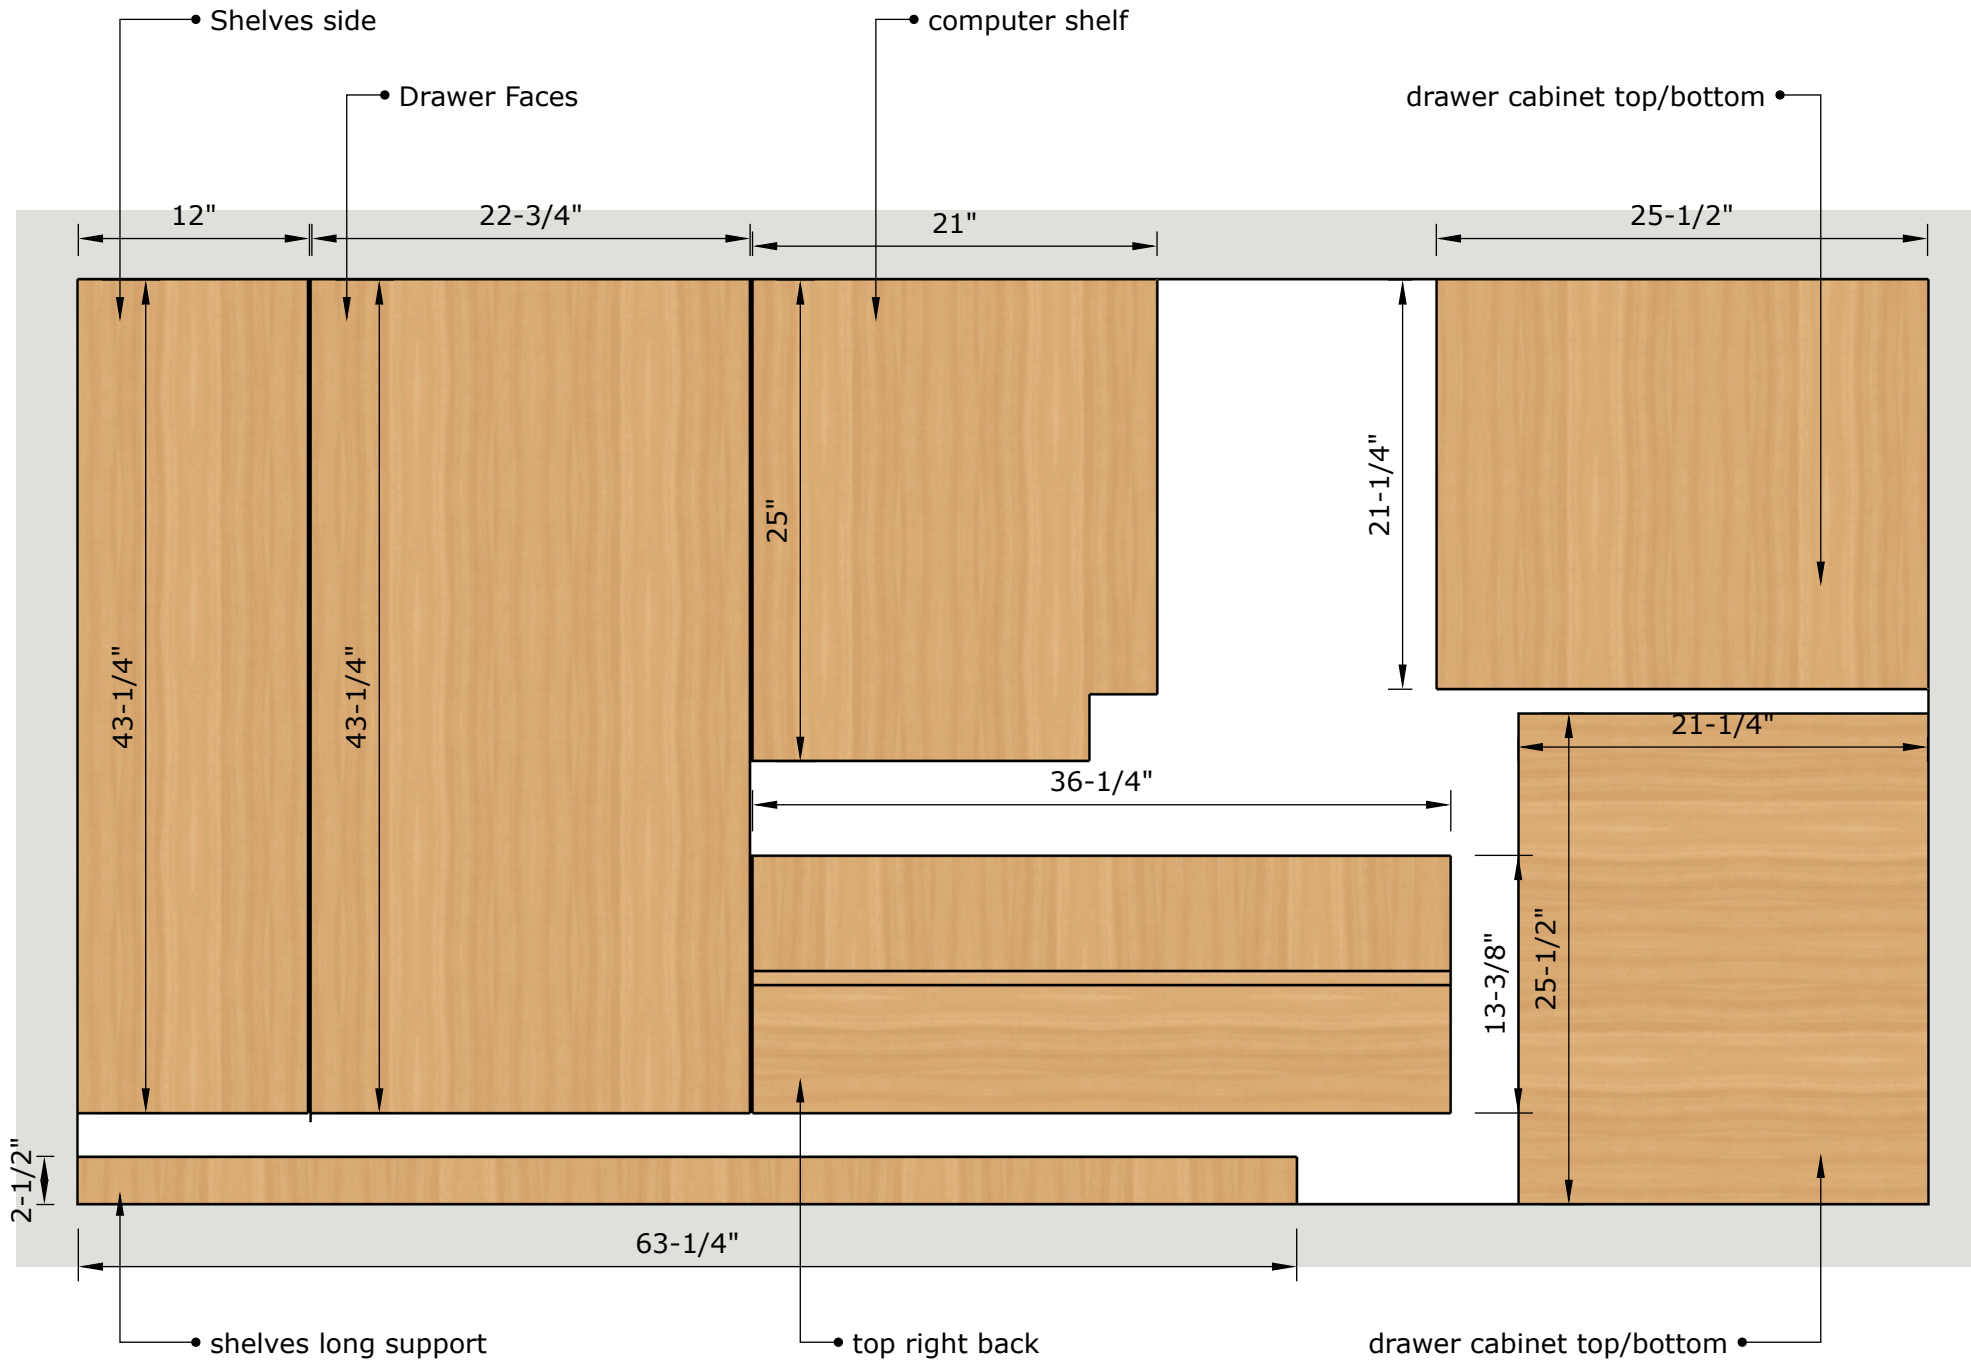 Shelves side
computer shelf
Drawer Faces
drawer cabinet top/bottom
12"
22-3/4"
21"
25-1/2"
21-1/4"
25"
43-1/4"
43-1/4"
21-1/4"
36-1/4"
13-3/8"
25-1/2"
2-1/2"
63-1/4"
shelves long support
top right back
drawer cabinet top/bottom